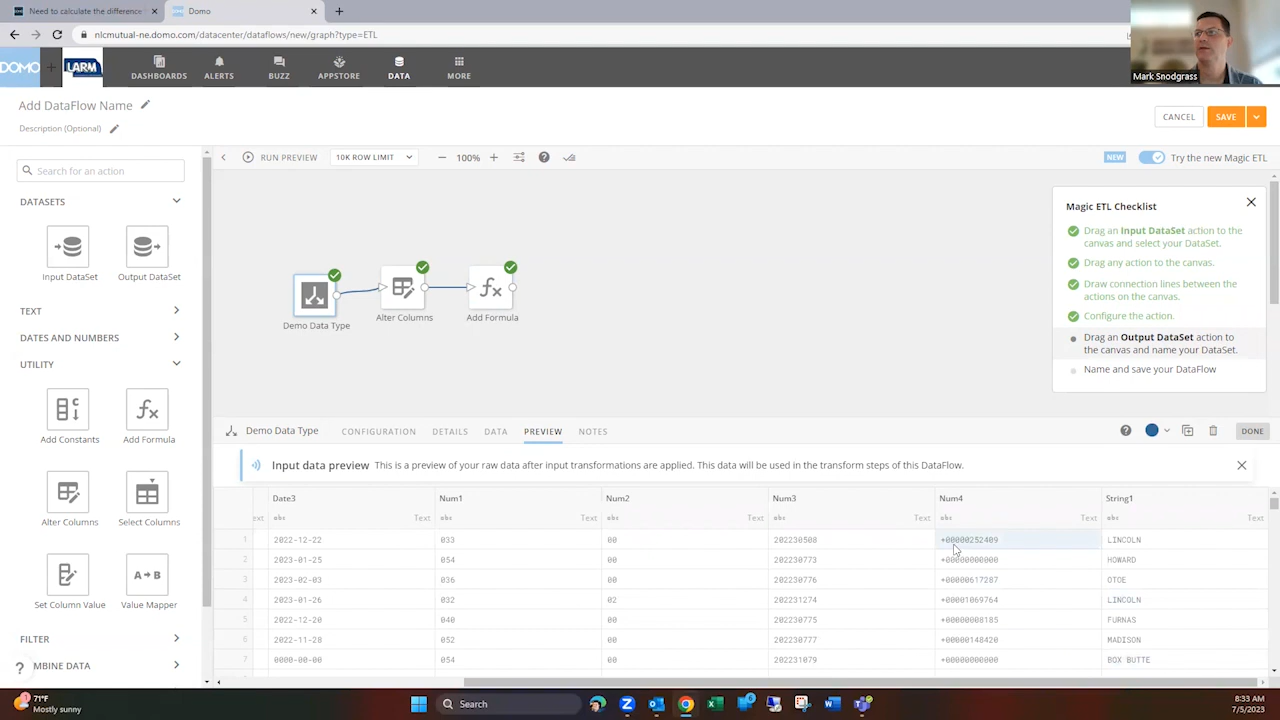 Need to calculate the difference
Domo
nlcmutual-ne.domo.com/datacenter/dataflows/new/graph?type=ETL
Mark Snodgrass
DOMO
LARM
DASHBOARDS
ALERTS
BUZZ
APPSTORE
DATA
MORE
Add DataFlow Name
Description (Optional)
CANCEL
SAVE
Search for an action
RUN PREVIEW
10K ROW LIMIT
100%
NEW
Try the new Magic ETL
DATASETS
Input DataSet
Output DataSet
TEXT
DATES AND NUMBERS
UTILITY
Add Constants
Add Formula
Alter Columns
Select Columns
Set Column Value
Value Mapper
FILTER
MBINE DATA
Demo Data Type
Alter Columns
Add Formula
Magic ETL Checklist
Drag an Input DataSet action to the
canvas and select your DataSet.
Drag any action to the canvas.
Draw connection lines between the
actions on the canvas.
Configure the action.
Drag an Output DataSet action to
the canvas and name your DataSet.
Name and save your DataFlow
Demo Data Type
CONFIGURATION
DETAILS
DATA
PREVIEW
NOTES
DONE
Input data preview This is a preview of your raw data after input transformations are applied. This data will be used in the transform steps of this DataFlow.
Date3 Num1 Num2 Num3 Num4 String1
ext abc Text abc Text abc Text abc Text abc Text abc Text
1 2022-12-22 033 00 202230508 +00000252409 LINCOLN
2 2023-01-25 054 00 202230773 +00000000000 HOWARD
3 2023-02-03 036 00 202230776 +00000617287 OTOE
4 2023-01-26 032 02 202231274 +00001069764 LINCOLN
5 2022-12-20 040 00 202230775 +00000008185 FURNAS
6 2022-11-28 052 00 202230777 +00000148420 MADISON
7 0000-00-00 054 00 202231079 +00000000000 BOX BUTTE
71°F
Mostly sunny
Search
8:33 AM
7/5/2023